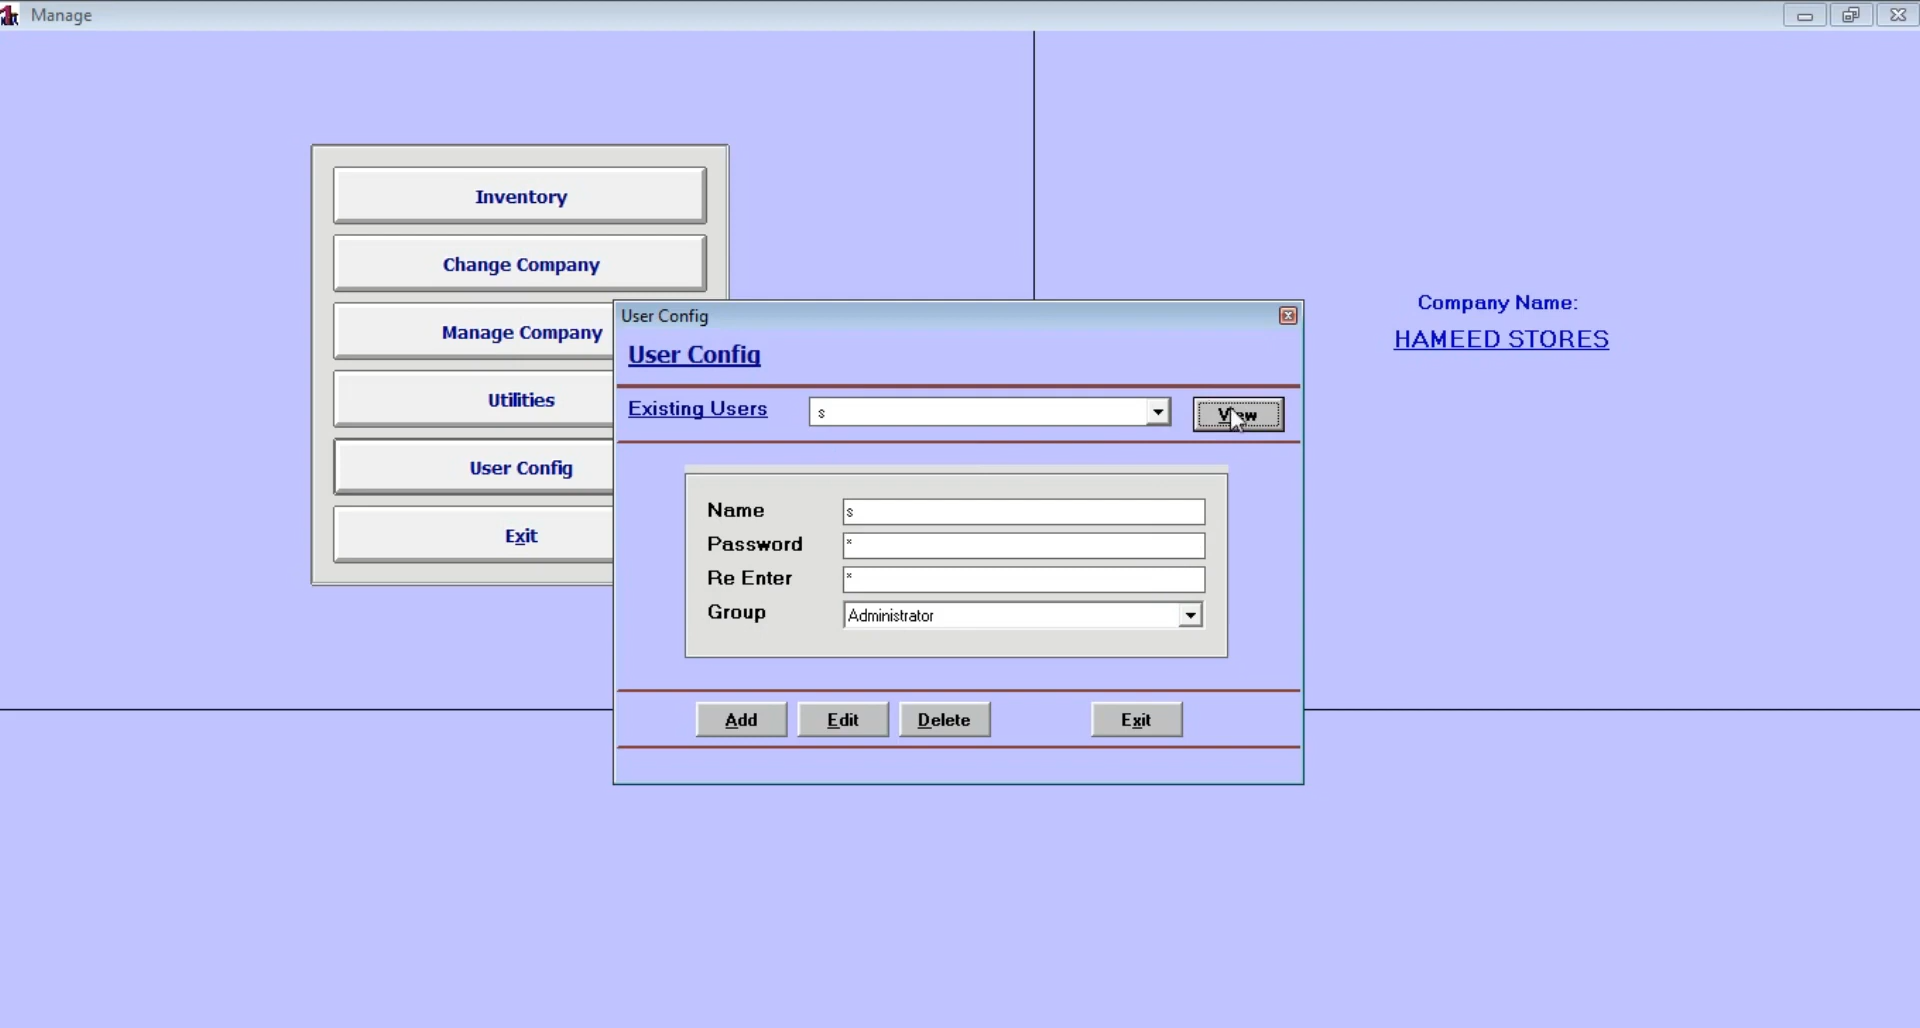 Manage
Inventory
Change Company
Manage Company
Utilities
User Config
Exit
Company Name:
HAMEED STORES
User Config
User Config
Existing Users
s
View
Name
s
Password
*
Re Enter
*
Group
Administrator
Add
Edit
Delete
Exit